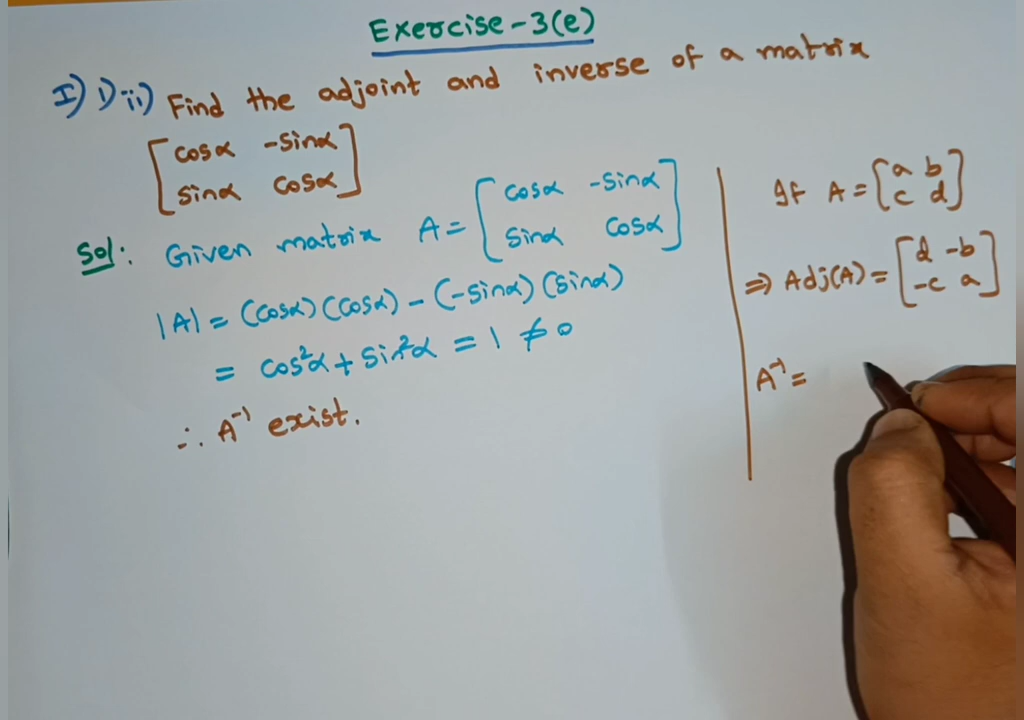 Exercise-3(e)
I) 1) ii) Find the adjoint and inverse of a matrix
[cosα -sinα
sinα cosα]
Sol: Given matrix A = [cosα -sinα
sinα cosα]
|A| = (cosα)(cosα) - (-sinα)(sinα)
= cos²α + sin²α = 1 ≠ 0
∴ A⁻¹ exist.
If A = [a b
c d]
⇒ Adj(A) = [d -b
-c a]
A⁻¹ =